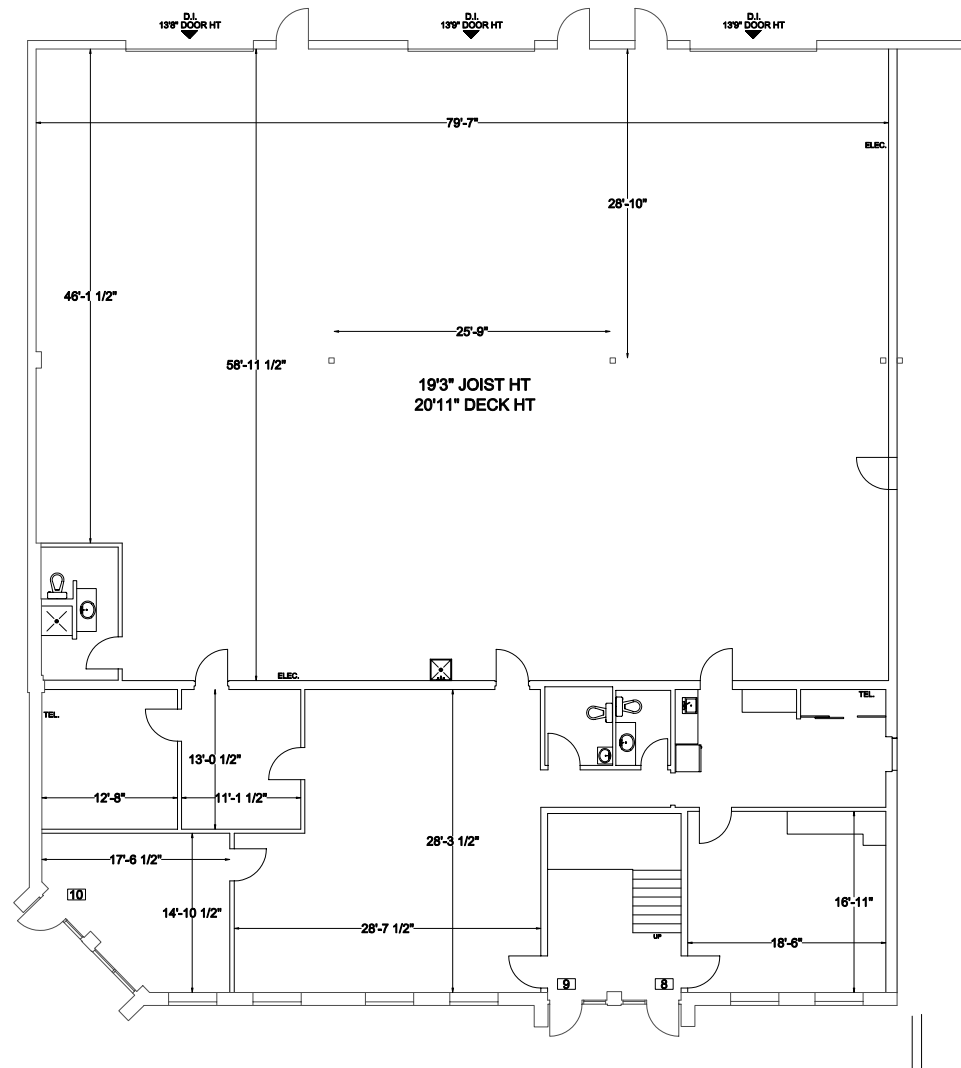 D.I.
13'8" DOOR HT
D.I.
13'9" DOOR HT
D.I.
13'9" DOOR HT
79'-7"
ELEC.
28'-10"
46'-1 1/2"
25'-9"
58'-11 1/2"
19'3" JOIST HT
20'11" DECK HT
ELEC.
TEL.
TEL.
13'-0 1/2"
12'-8"
11'-1 1/2"
28'-3 1/2"
17'-6 1/2"
10
14'-10 1/2"
16'-11"
28'-7 1/2"
UP
18'-6"
9
8